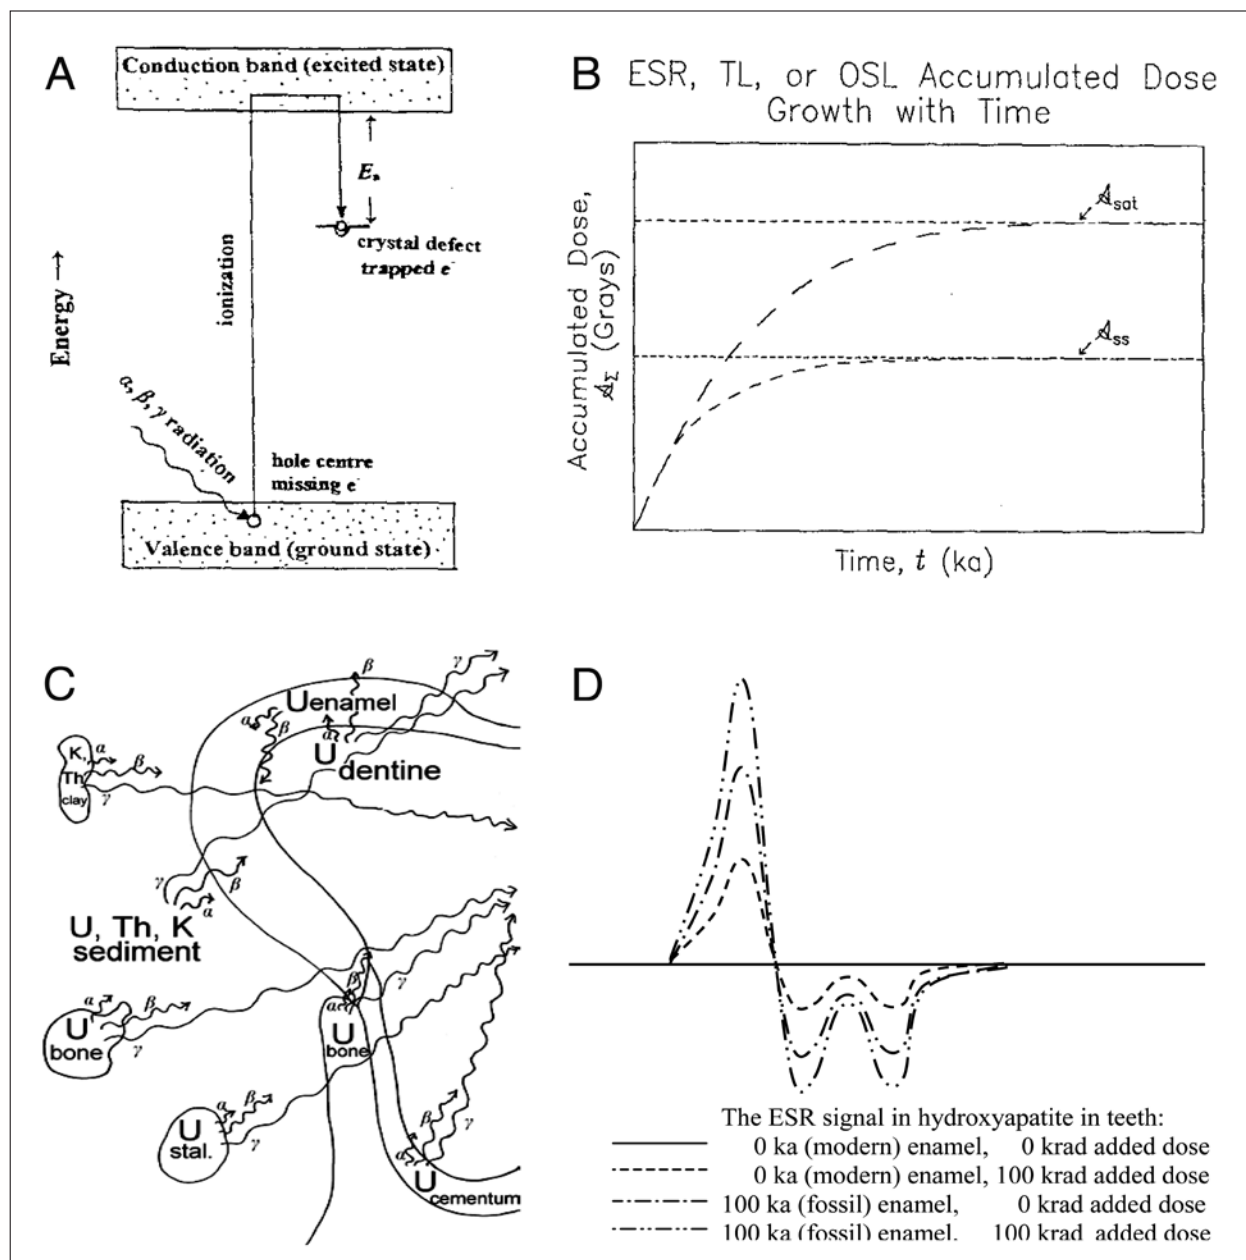 A
Conduction band (excited state)
Eₐ
crystal defect
trapped e⁻
ionization
Energy →
α, β, γ radiation
hole centre
missing e⁻
Valence band (ground state)
B
ESR, TL, or OSL Accumulated Dose
Growth with Time
Accumulated Dose,
𝒜Σ (Grays)
𝒜sat
𝒜ss
Time, t (ka)
C
U enamel
β
γ
α
β
α
U
dentine
K,
Th
clay
α
β
γ
γ
β
α
U, Th, K
sediment
α
β
γ
U
bone
β
α
γ
U
bone
α
β
γ
U
stal.
β
α
γ
U
cementum
D
The ESR signal in hydroxyapatite in teeth:
0 ka (modern) enamel, 0 krad added dose
0 ka (modern) enamel, 100 krad added dose
100 ka (fossil) enamel, 0 krad added dose
100 ka (fossil) enamel. 100 krad added dose